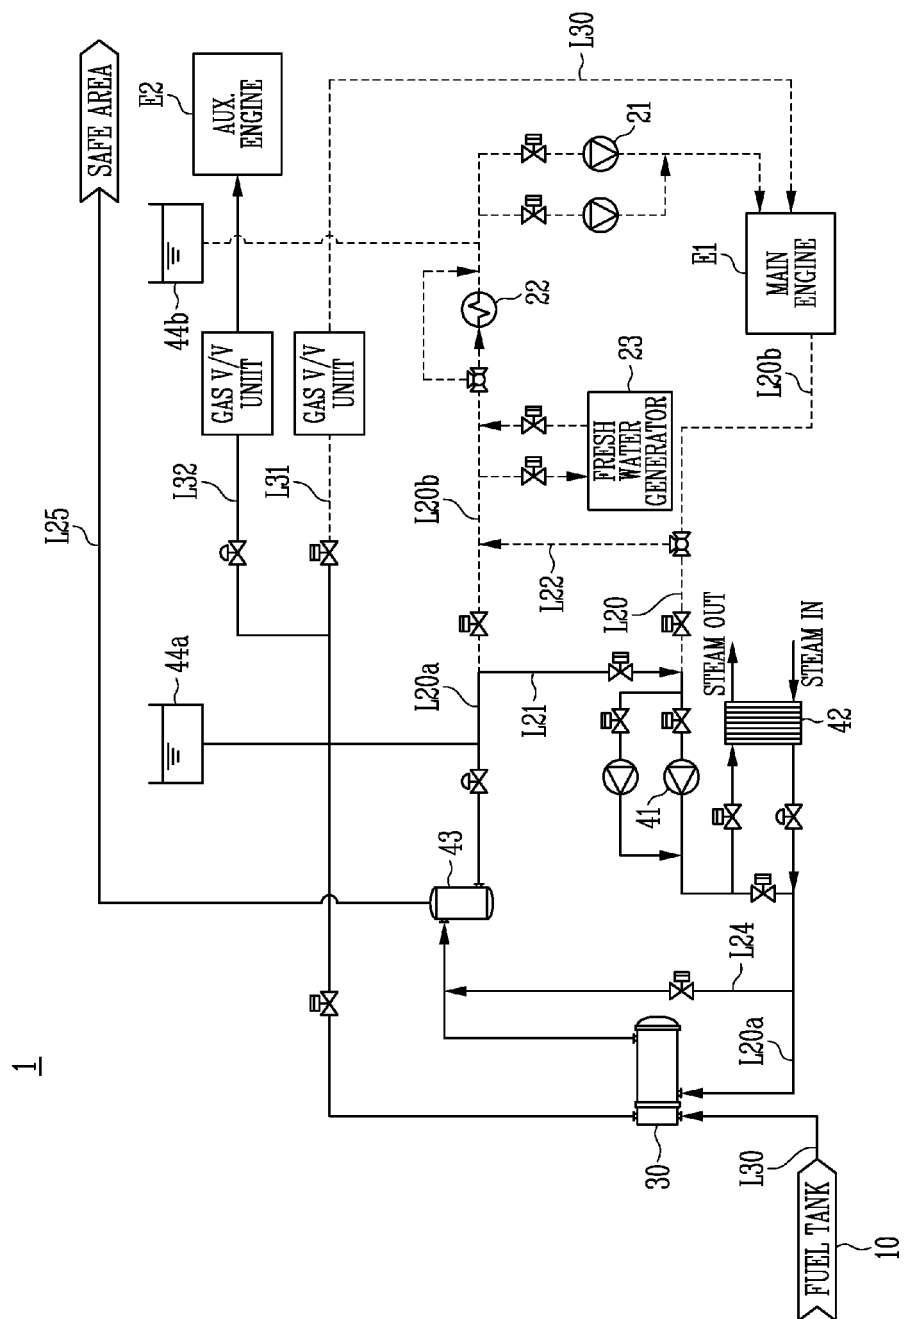 1
SAFE AREA
L25
44b
44a
E2
AUX.
ENGINE
GAS V/V
UNIIT
GAS V/V
UNIIT
L32
L31
L30
21
22
23
FRESH
WATER
GENERATOR
E1
MAIN
ENGINE
L20b
L20b
L22
L20
L20a
L21
STEAM OUT
STEAM IN
42
41
43
L24
L20a
30
L30
FUEL TANK
10